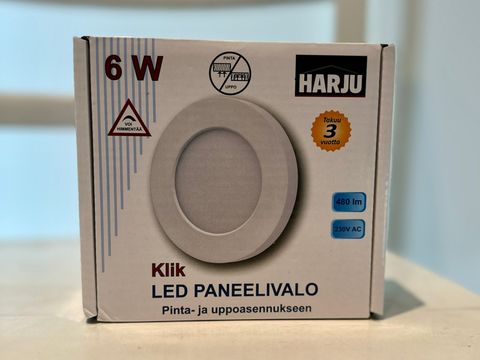 6 W
PINTA
UPPO
HARJU
VOI
HIMMENTÄÄ
Takuu
3
vuotta
480 lm
230V AC
Klik
LED PANEELIVALO
Pinta- ja uppoasennukseen